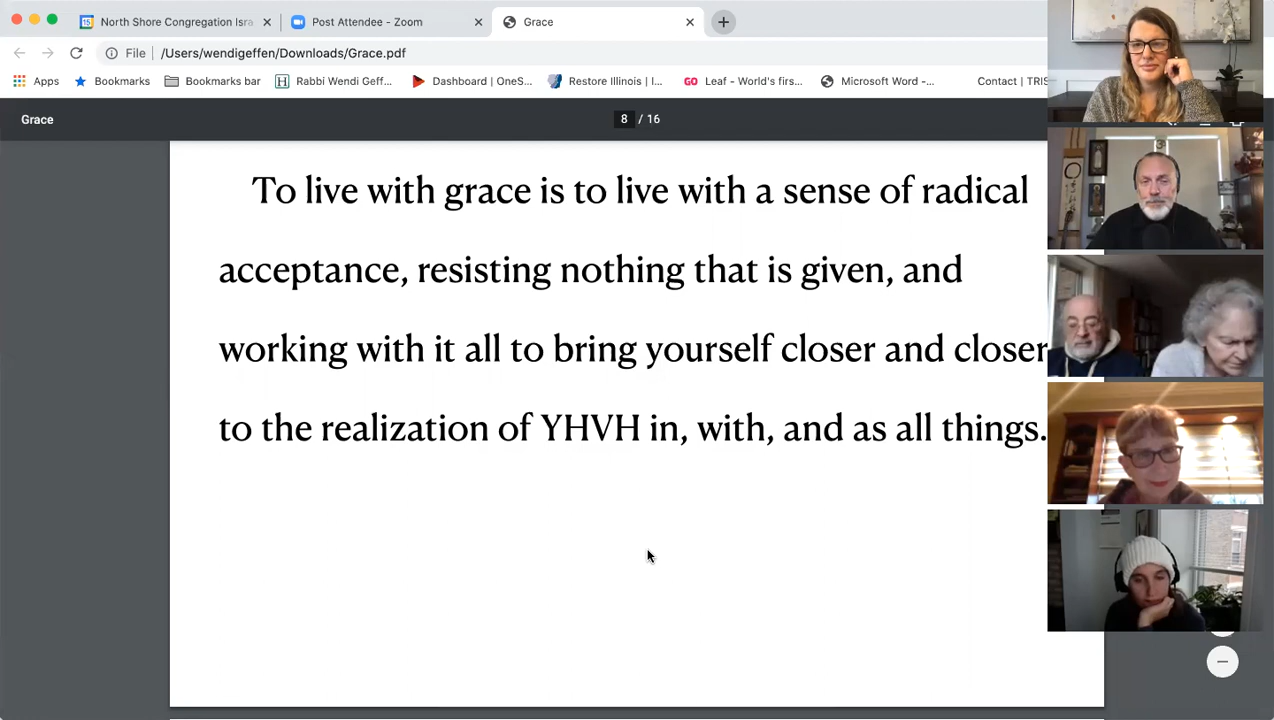 North Shore Congregation Isra
Post Attendee - Zoom
Grace
File
/Users/wendigeffen/Downloads/Grace.pdf
Apps
Bookmarks
Bookmarks bar
Rabbi Wendi Geff...
Dashboard | OneS...
Restore Illinois | I...
GO Leaf - World's firs...
Microsoft Word -...
Contact | TRIS
Grace
8 / 16
To live with grace is to live with a sense of radical
acceptance, resisting nothing that is given, and
working with it all to bring yourself closer and closer
to the realization of YHVH in, with, and as all things.